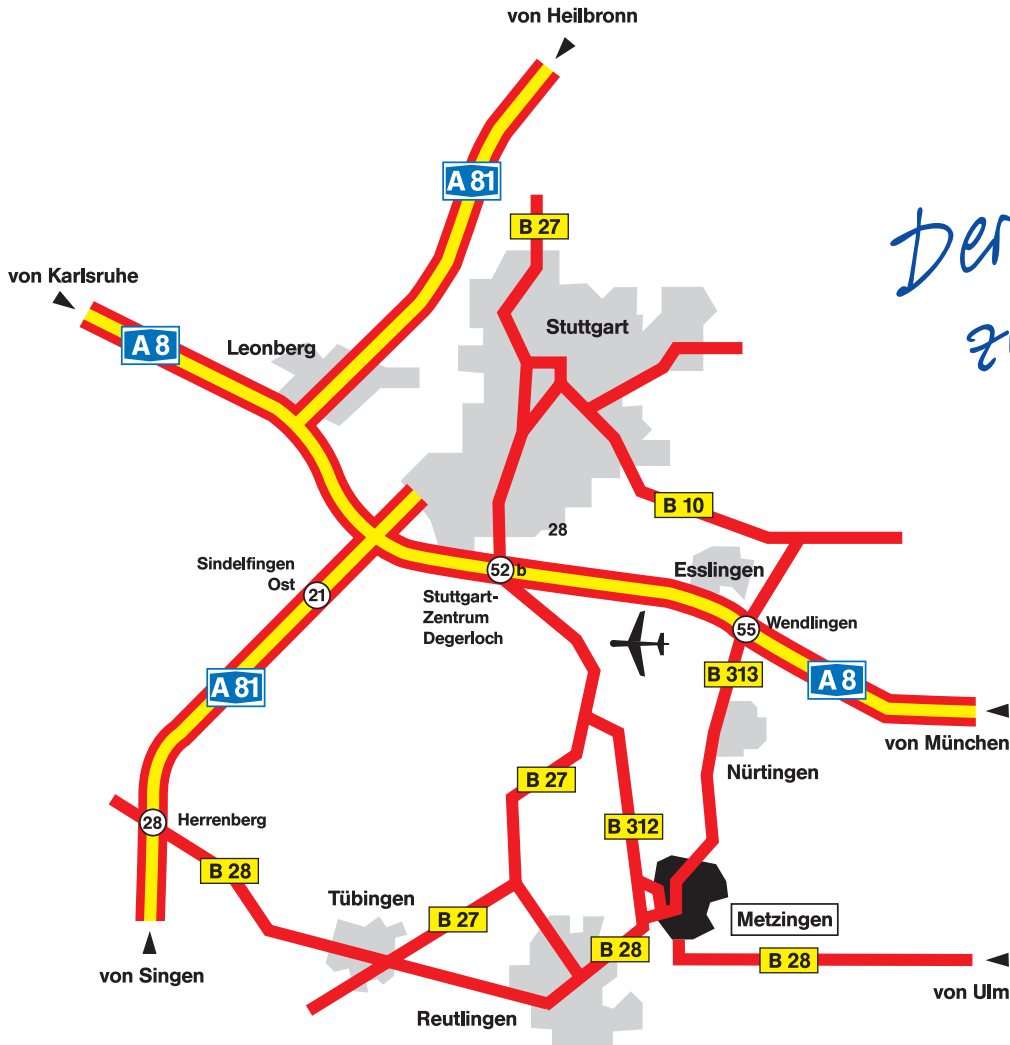 von Heilbronn
A 81
B 27
Der
von Karlsruhe
A 8
Leonberg
Stuttgart
B 10
28
Sindelfingen
Ost
21
52
b
Esslingen
Stuttgart-
Zentrum
Degerloch
55
Wendlingen
A 81
B 313
A 8
von München
Nürtingen
B 27
28
Herrenberg
B 312
B 28
Tübingen
B 27
Metzingen
B 28
B 28
von Singen
von Ulm
Reutlingen